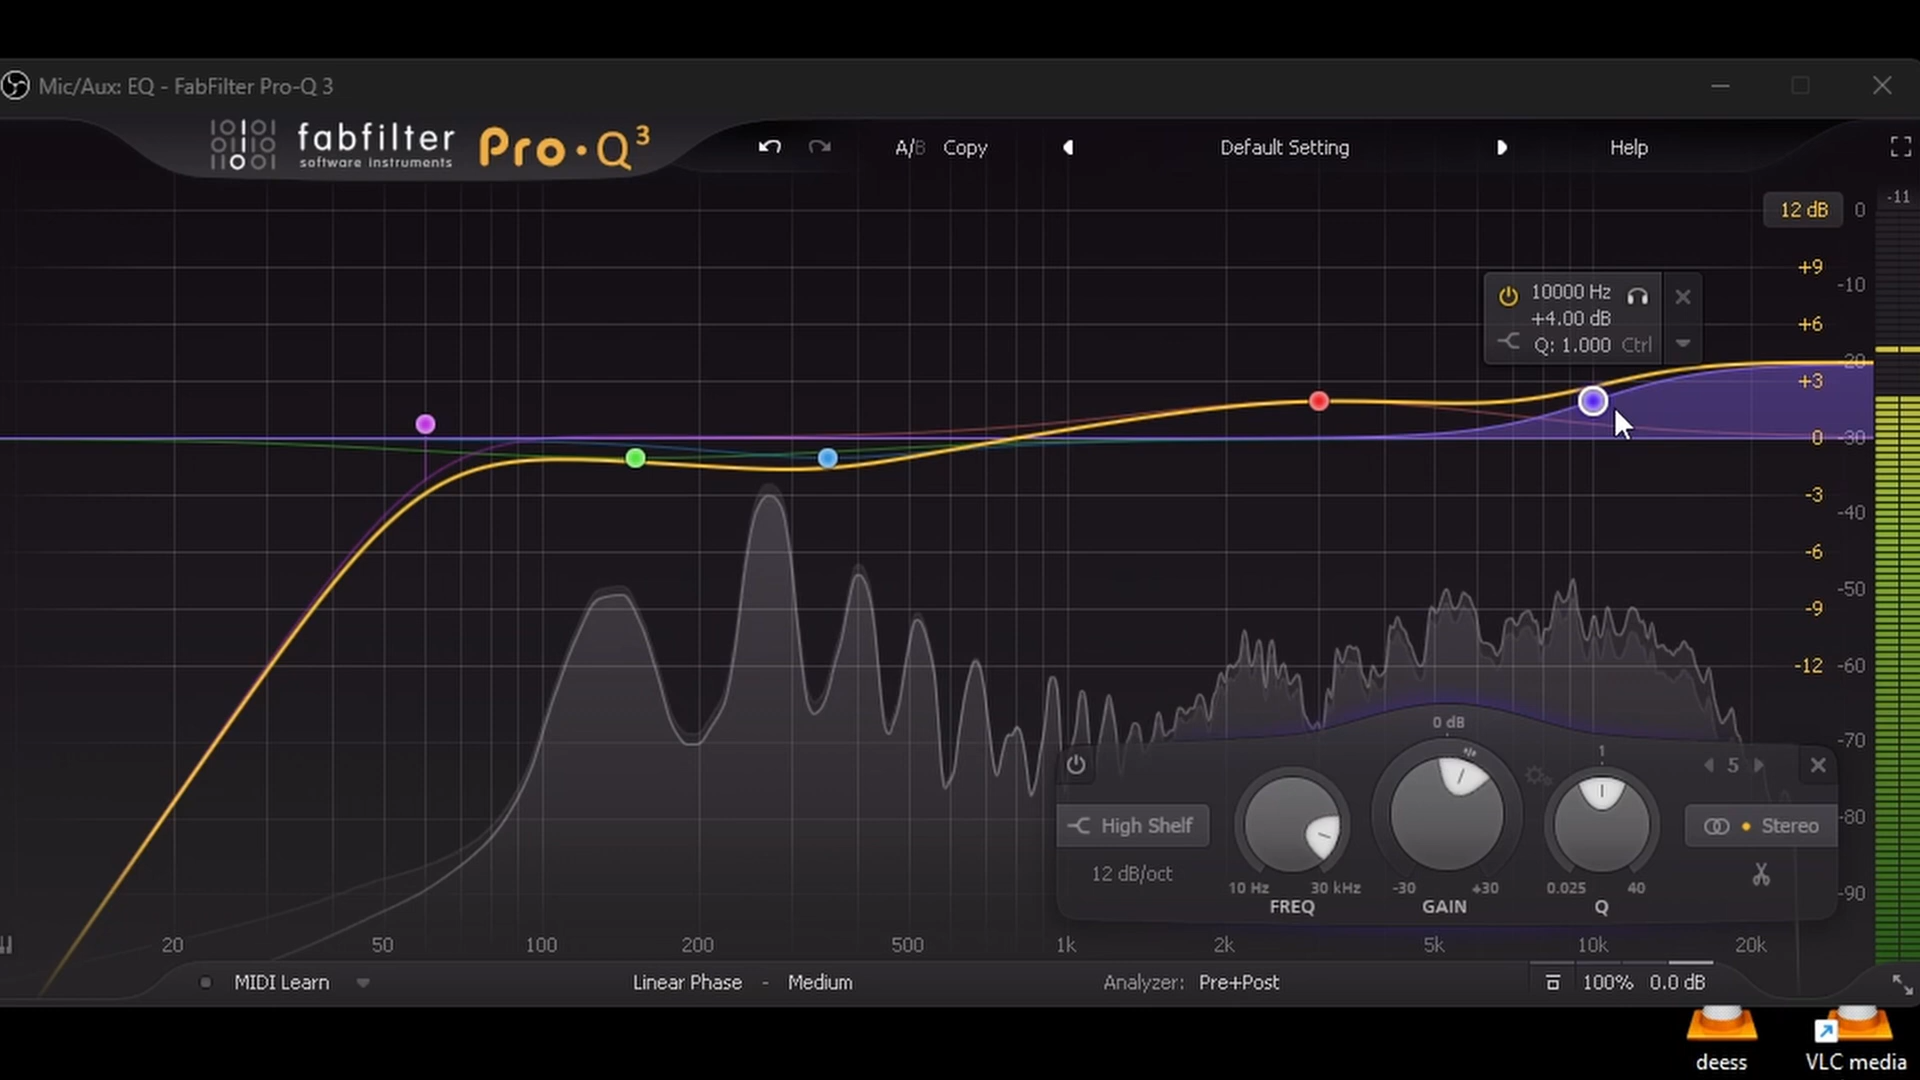 Mic/Aux: EQ - FabFilter Pro-Q 3
fabfilter
software instruments
Pro·Q3
A/B Copy
Default Setting
Help
-11
12 dB 0
+9
-10
+6
-20
+3
0 -30
-3
-40
-6
-50
-9
-12 -60
-70
-80
-90
10000 Hz
+4.00 dB
Q: 1.000 Ctrl
0 dB
1
5
High Shelf
Stereo
12 dB/oct
10 Hz 30 kHz
-30 +30
0.025 40
FREQ
GAIN
Q
20 50 100 200 500 1k 2k 5k 10k 20k
MIDI Learn
Linear Phase - Medium
Analyzer: Pre+Post
100% 0.0 dB
deess
VLC media